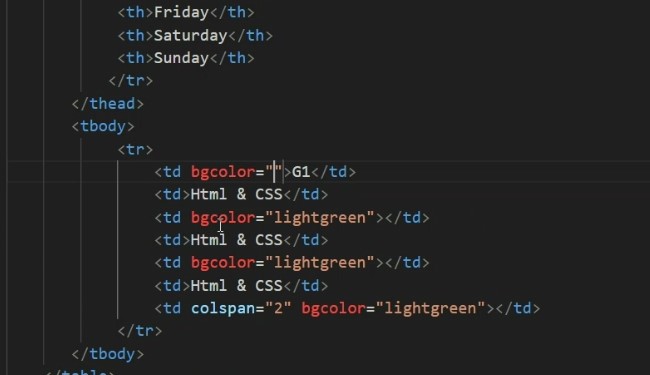 <th>Friday</th>
<th>Saturday</th>
<th>Sunday</th>
</tr>
</thead>
<tbody>
<tr>
<td bgcolor="">G1</td>
<td>Html & CSS</td>
<td bgcolor="lightgreen"></td>
<td>Html & CSS</td>
<td bgcolor="lightgreen"></td>
<td>Html & CSS</td>
<td colspan="2" bgcolor="lightgreen"></td>
</tr>
</tbody>
</table>